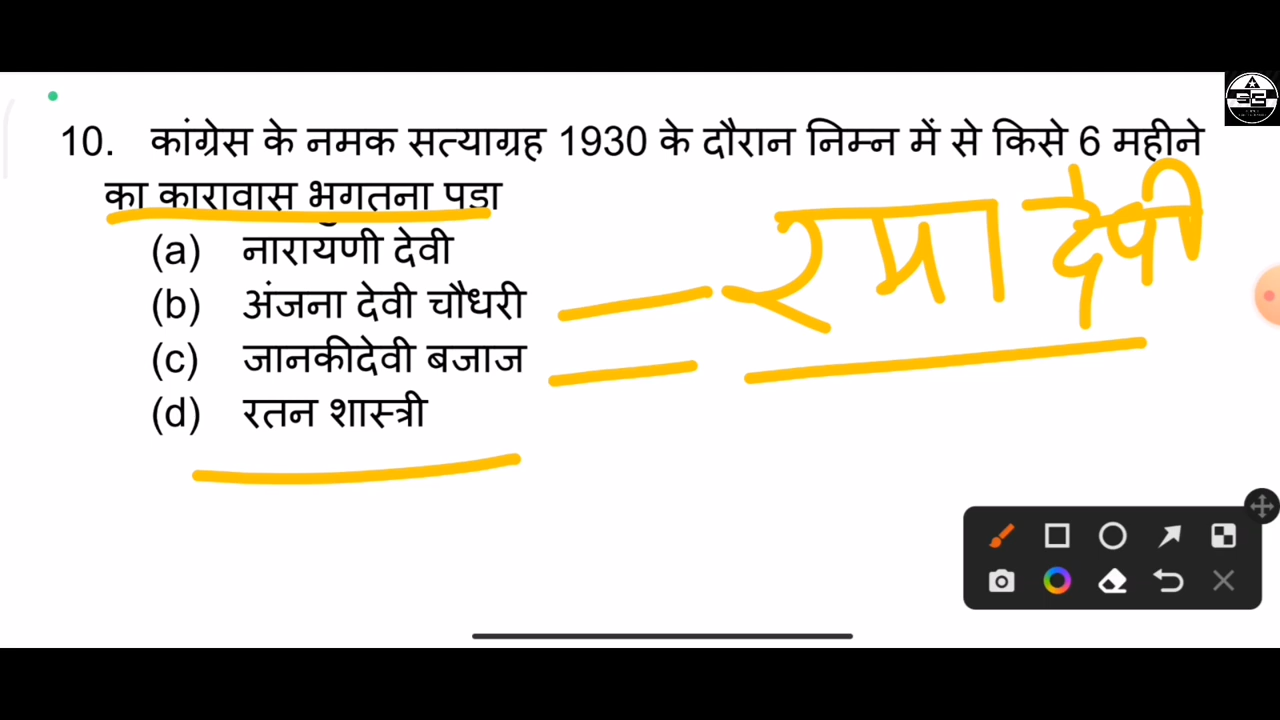 10. कांग्रेस के नमक सत्याग्रह 1930 के दौरान निम्न में से किसे 6 महीने
का कारावास भुगतना पड़ा
(a) नारायणी देवी
(b) अंजना देवी चौधरी
(c) जानकीदेवी बजाज
(d) रतन शास्त्री
रमा देवी